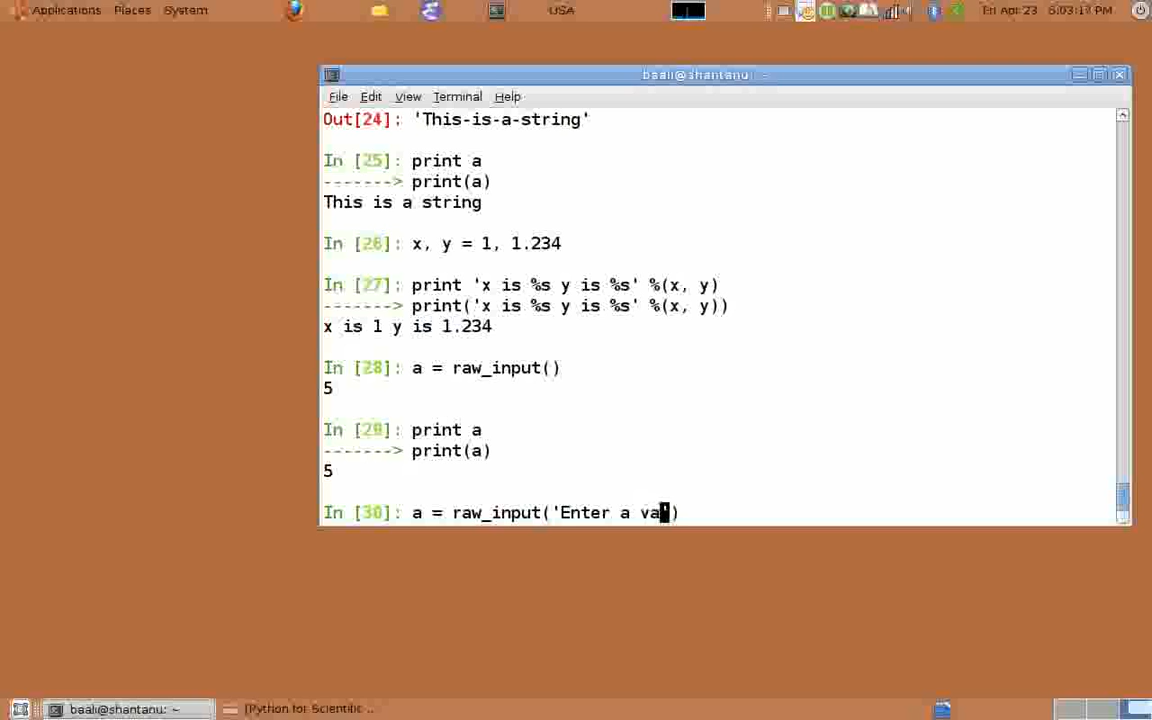 Applications Places System USA Fri Apr 23 6:03:17 PM
baali@shantanu: ~
File Edit View Terminal Help
Out[24]: 'This-is-a-string'
In [25]: print a
-------> print(a)
This is a string
In [26]: x, y = 1, 1.234
In [27]: print 'x is %s y is %s' %(x, y)
-------> print('x is %s y is %s' %(x, y))
x is 1 y is 1.234
In [28]: a = raw_input()
5
In [29]: print a
-------> print(a)
5
In [30]: a = raw_input('Enter a va')
baali@shantanu: ~ [Python for Scientific ...